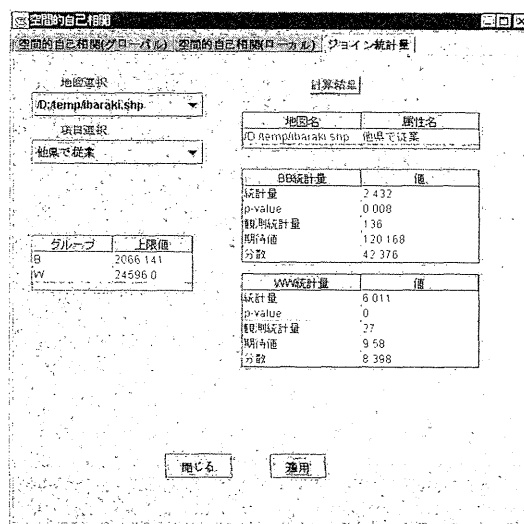 空間的自己相関
空間的自己相関(グローバル) 空間的自己相関(ローカル) ジョイン統計量
地図選択
/D:/temp/ibaraki.shp
項目選択
他県で従業
計算結果
地図名 属性名
/D:/temp/ibaraki.shp 他県で従業
BB統計量 値
統計量 2.432
p-value 0.008
観測統計量 136
期待値 120.168
分散 42.376
グループ 上限値
B 2066.141
W 24596.0
WW統計量 値
統計量 6.011
p-value 0
観測統計量 27
期待値 9.58
分散 8.398
閉じる 適用